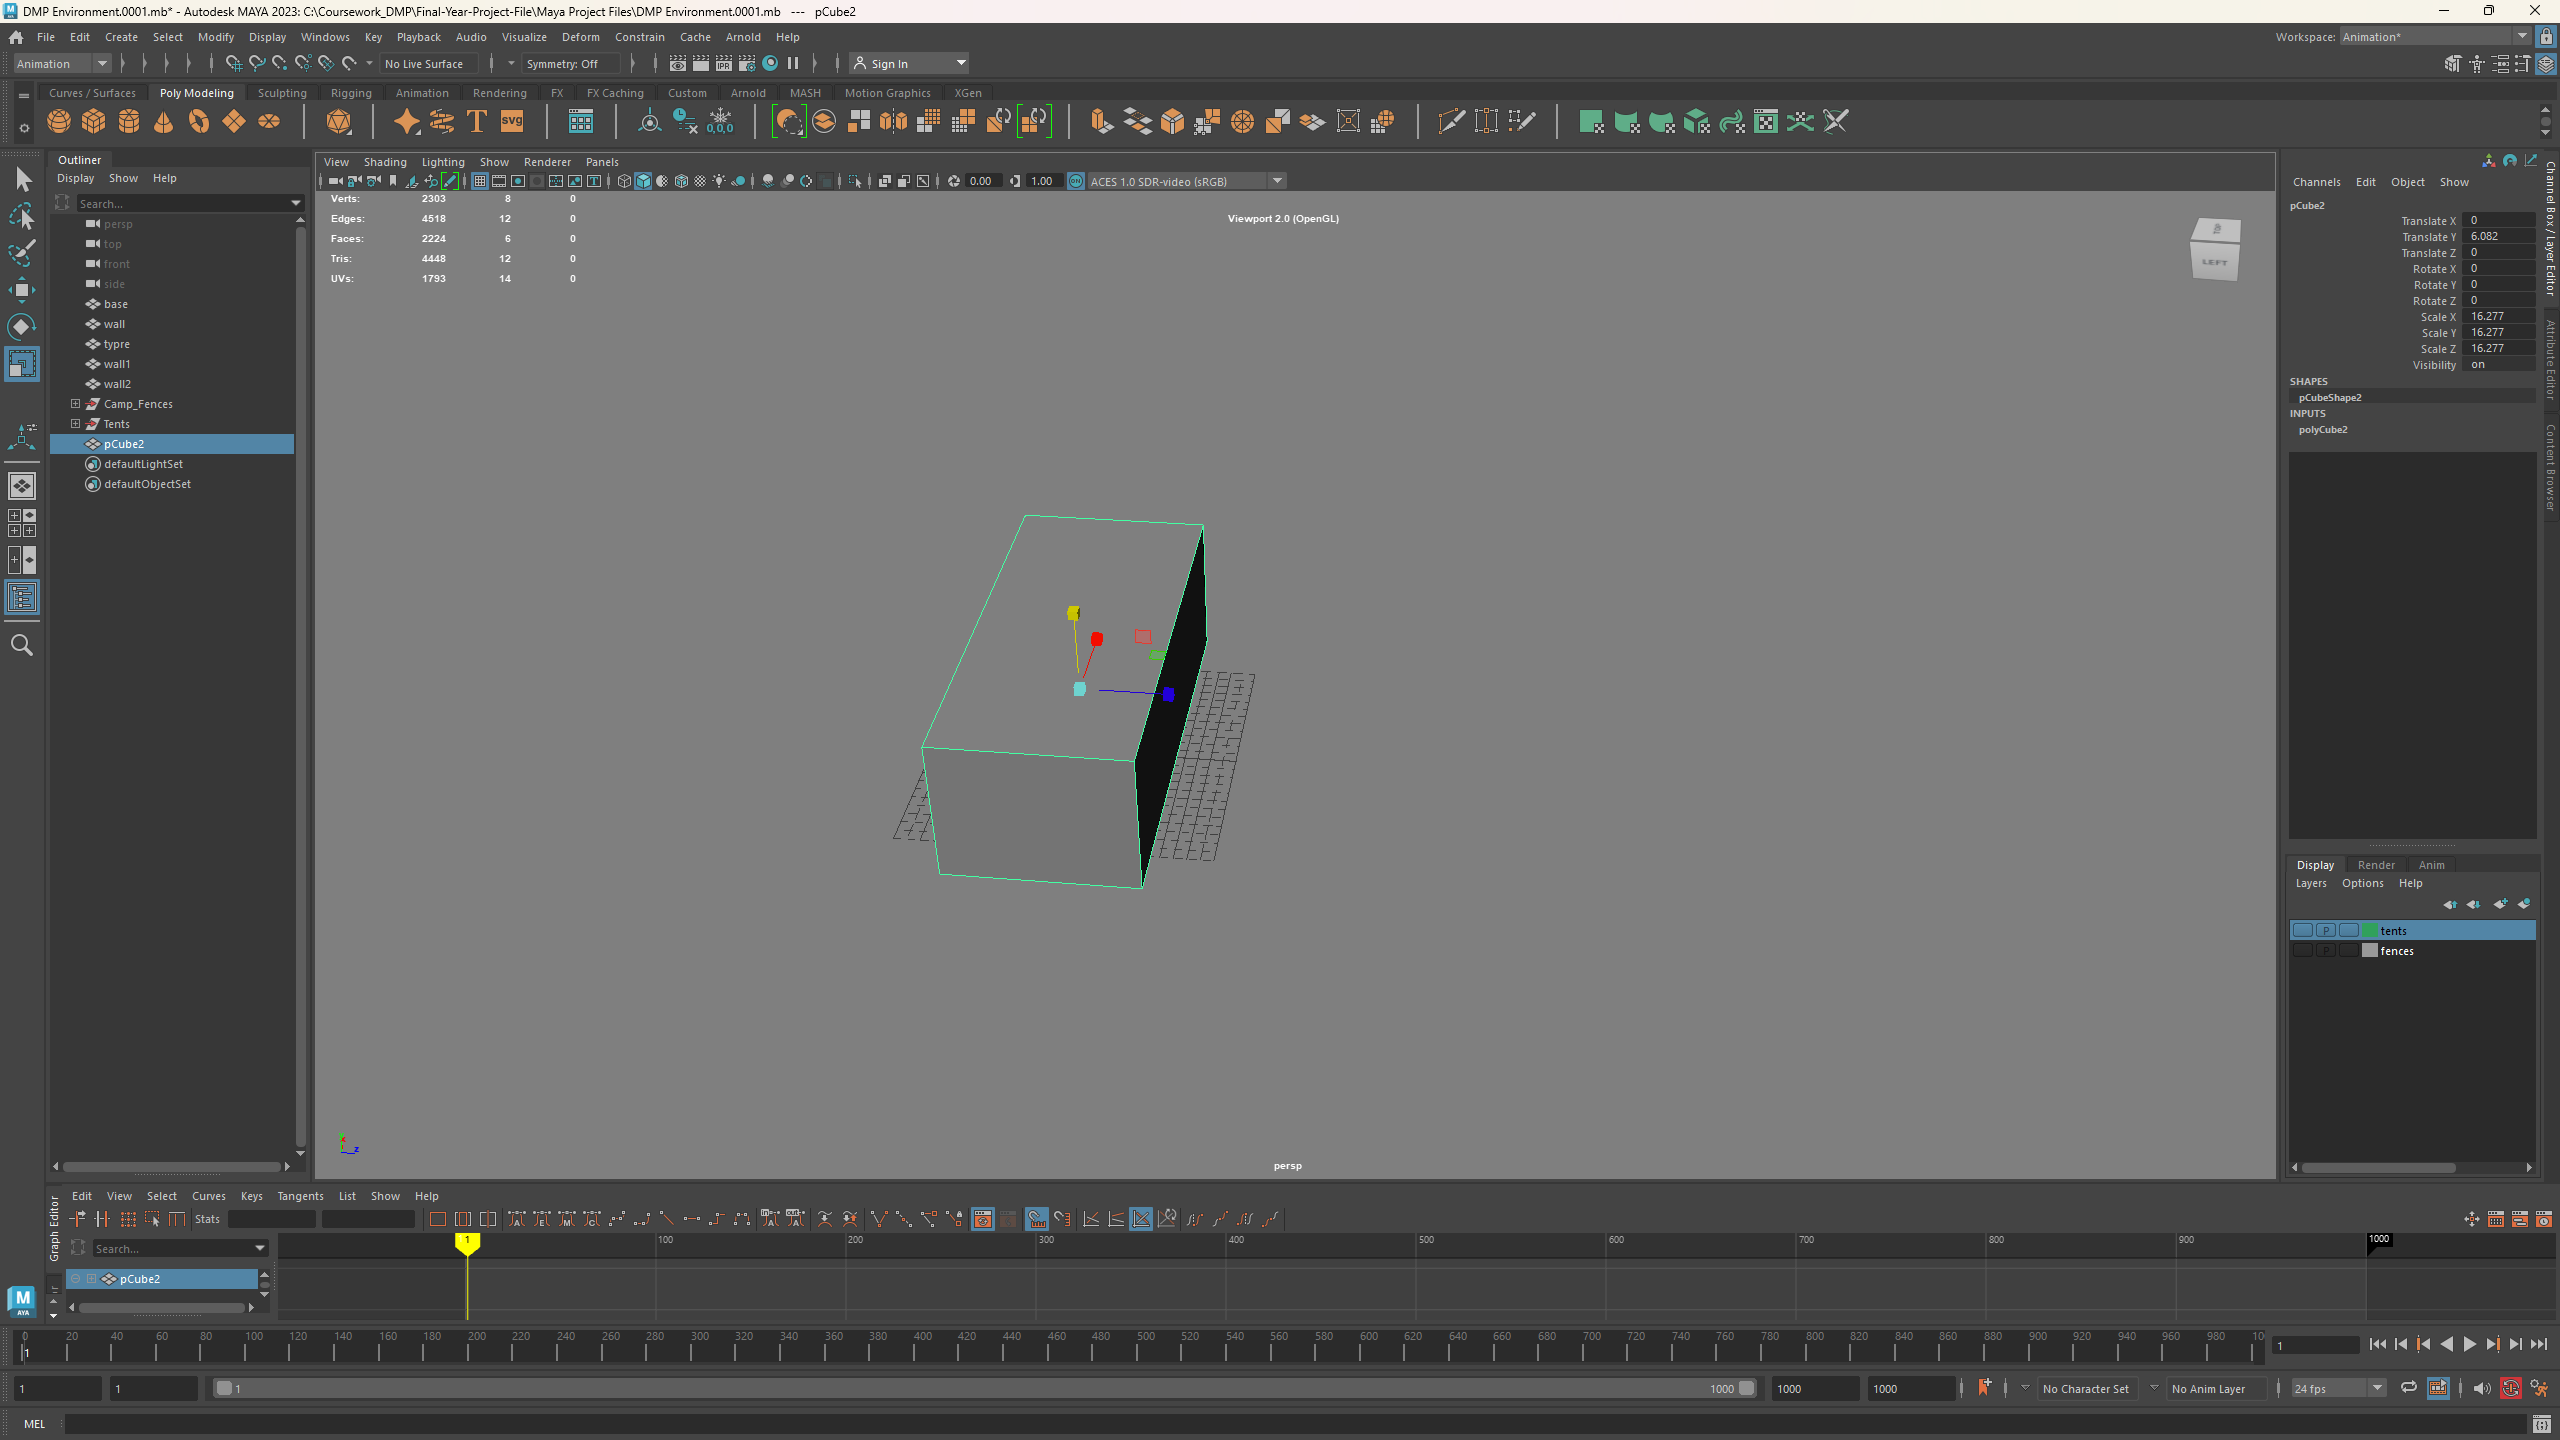 DMP Environment.0001.mb* - Autodesk MAYA 2023: C:\Coursework_DMP\Final-Year-Project-File\Maya Project Files\DMP Environment.0001.mb --- pCube2
File Edit Create Select Modify Display Windows Key Playback Audio Visualize Deform Constrain Cache Arnold Help
Workspace: Animation*
Animation No Live Surface Symmetry: Off Sign In
Curves / Surfaces Poly Modeling Sculpting Rigging Animation Rendering FX FX Caching Custom Arnold MASH Motion Graphics XGen
T SVG IPR 0,0,0
Outliner
Display Show Help
Search...
persp
top
front
side
base
wall
typre
wall1
wall2
Camp_Fences
Tents
pCube2
defaultLightSet
defaultObjectSet
View Shading Lighting Show Renderer Panels
0.00 1.00 ACES 1.0 SDR-video (sRGB)
Verts: 2303 8 0
Edges: 4518 12 0
Faces: 2224 6 0
Tris: 4448 12 0
UVs: 1793 14 0
Viewport 2.0 (OpenGL)
LEFT
persp
Channels Edit Object Show
pCube2
Translate X 0
Translate Y 6.082
Translate Z 0
Rotate X 0
Rotate Y 0
Rotate Z 0
Scale X 16.277
Scale Y 16.277
Scale Z 16.277
Visibility on
SHAPES
pCubeShape2
INPUTS
polyCube2
Channel Box / Layer Editor
Attribute Editor
Content Browser
Display Render Anim
Layers Options Help
P tents
P fences
Graph Editor
Edit View Select Curves Keys Tangents List Show Help
Stats
Search...
pCube2
1 100 200 300 400 500 600 700 800 900 1000
0 20 40 60 80 100 120 140 160 180 200 220 240 260 280 300 320 340 360 380 400 420 440 460 480 500 520 540 560 580 600 620 640 660 680 700 720 740 760 780 800 820 840 860 880 900 920 940 960 980 10
1
1
1 1 1 1000 1000 1000 No Character Set No Anim Layer 24 fps
MEL